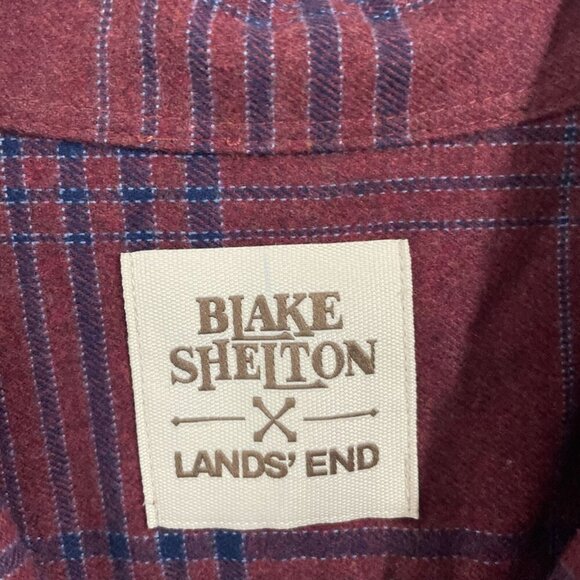 BLAKE
SHELTON
X
LANDS' END